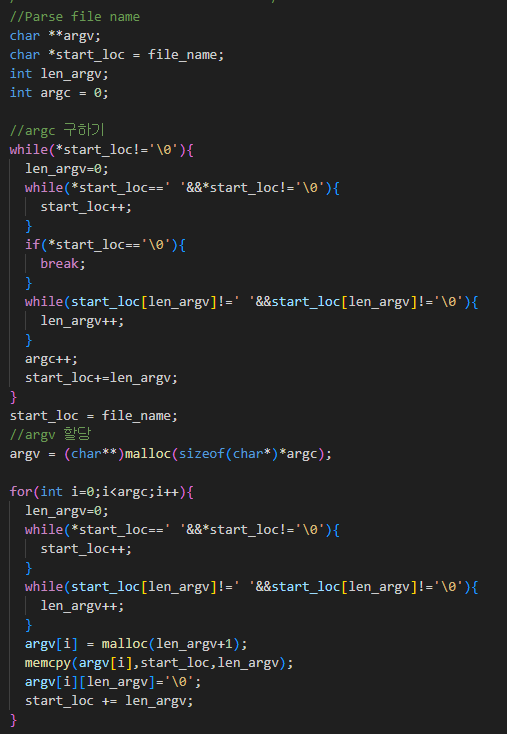 //Parse file name
char **argv;
char *start_loc = file_name;
int len_argv;
int argc = 0;

//argc 구하기
while(*start_loc!='\0'){
  len_argv=0;
  while(*start_loc==' '&&*start_loc!='\0'){
    start_loc++;
  }
  if(*start_loc=='\0'){
    break;
  }
  while(start_loc[len_argv]!=' '&&start_loc[len_argv]!='\0'){
    len_argv++;
  }
  argc++;
  start_loc+=len_argv;
}
start_loc = file_name;
//argv 할당
argv = (char**)malloc(sizeof(char*)*argc);

for(int i=0;i<argc;i++){
  len_argv=0;
  while(*start_loc==' '&&*start_loc!='\0'){
    start_loc++;
  }
  while(start_loc[len_argv]!=' '&&start_loc[len_argv]!='\0'){
    len_argv++;
  }
  argv[i] = malloc(len_argv+1);
  memcpy(argv[i],start_loc,len_argv);
  argv[i][len_argv]='\0';
  start_loc += len_argv;
}